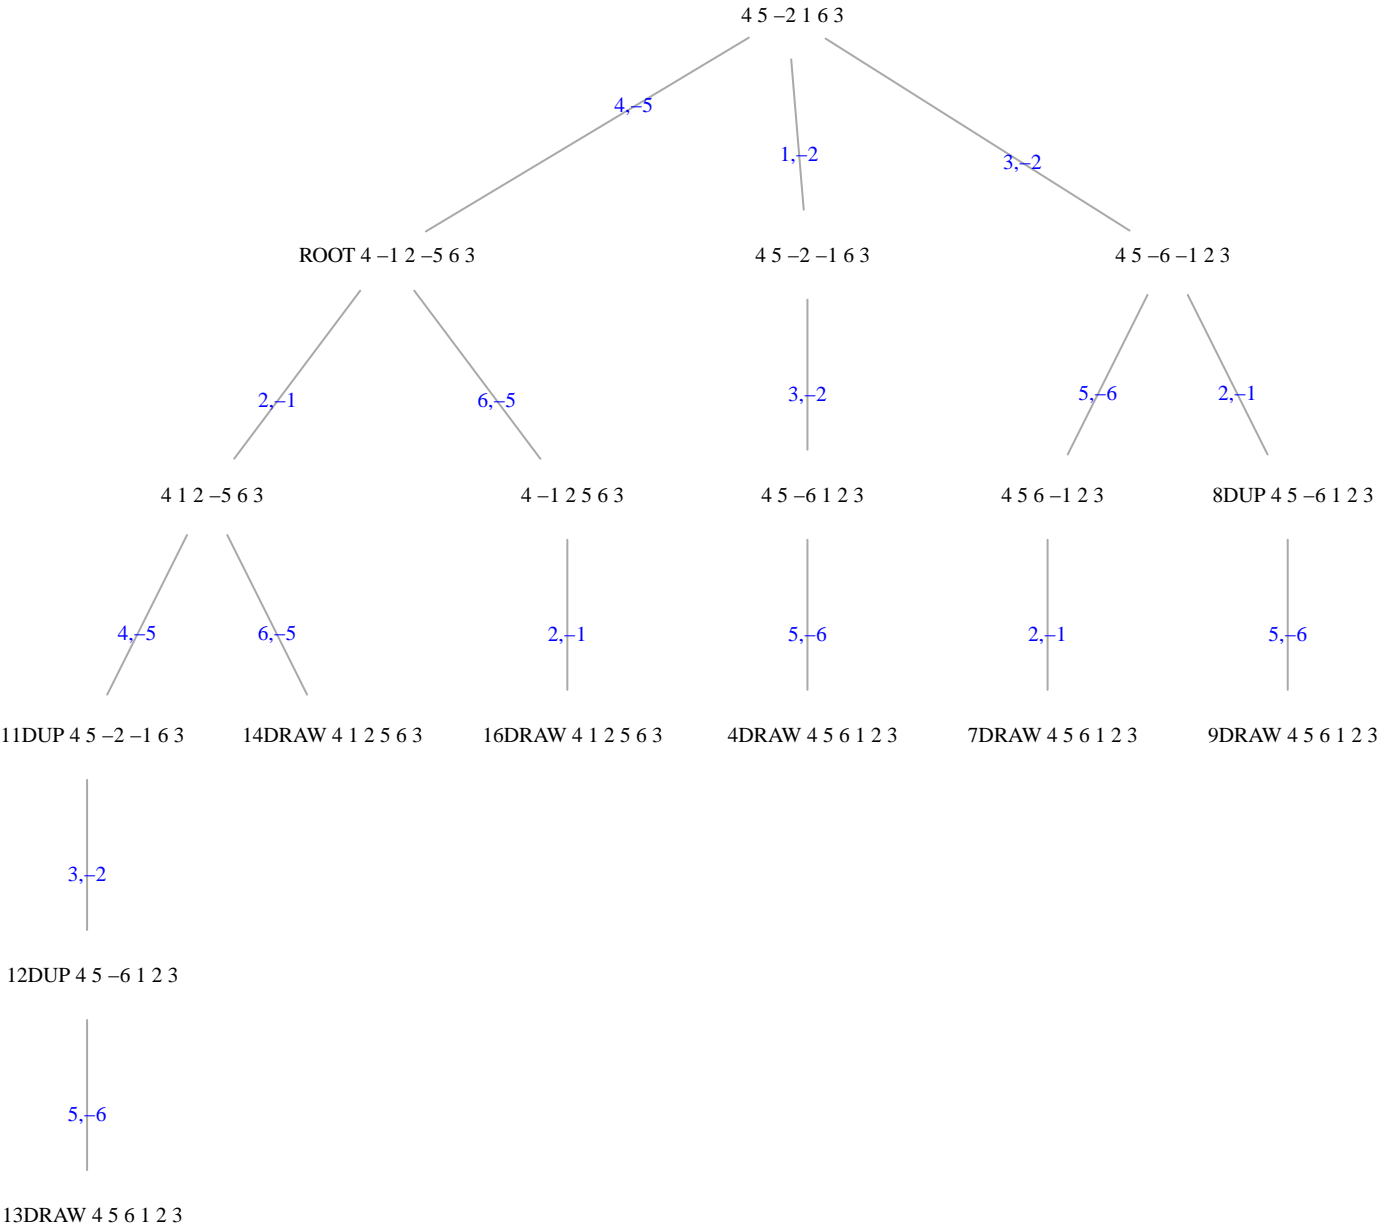 4 5 –2 1 6 3
4,–5
1,–2
3,–2
ROOT 4 –1 2 –5 6 3
4 5 –2 –1 6 3
4 5 –6 –1 2 3
2,–1
6,–5
3,–2
5,–6
2,–1
4 1 2 –5 6 3
4 –1 2 5 6 3
4 5 –6 1 2 3
4 5 6 –1 2 3
8DUP 4 5 –6 1 2 3
4,–5
6,–5
2,–1
5,–6
2,–1
5,–6
11DUP 4 5 –2 –1 6 3
14DRAW 4 1 2 5 6 3
16DRAW 4 1 2 5 6 3
4DRAW 4 5 6 1 2 3
7DRAW 4 5 6 1 2 3
9DRAW 4 5 6 1 2 3
3,–2
12DUP 4 5 –6 1 2 3
5,–6
13DRAW 4 5 6 1 2 3